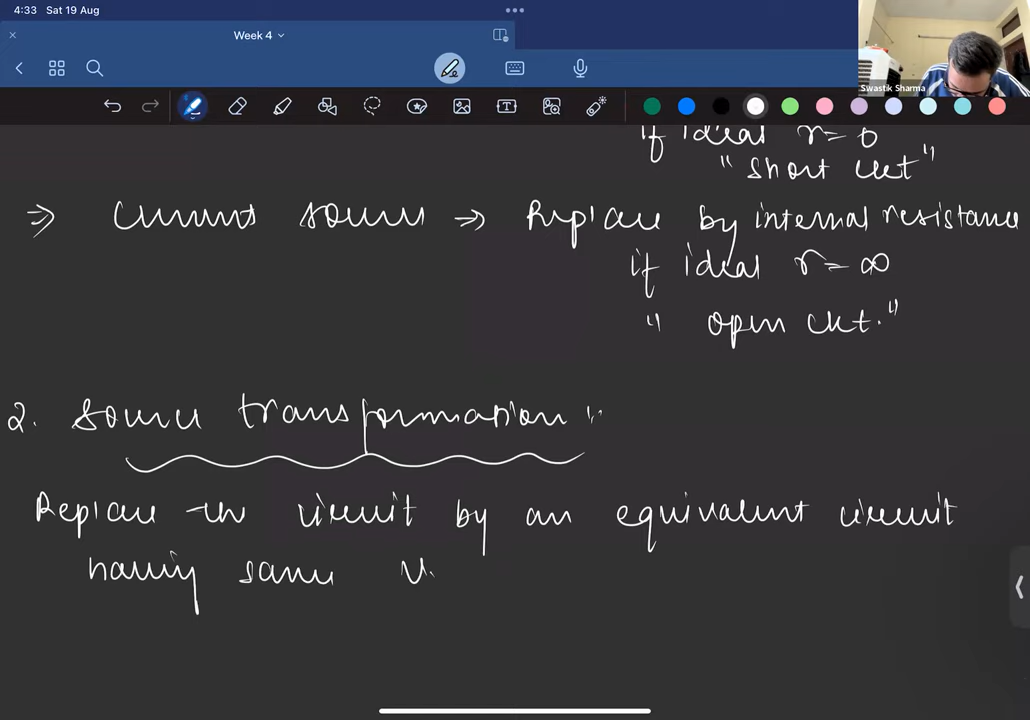 4:33 Sat 19 Aug
Week 4
Swastik Sharma
if ideal r = 0
"short ckt"
⇒ Current source → Replace by internal resistance
if ideal r = ∞
" open ckt."
2. Source transformation :
Replace the circuit by an equivalent circuit
having same V.